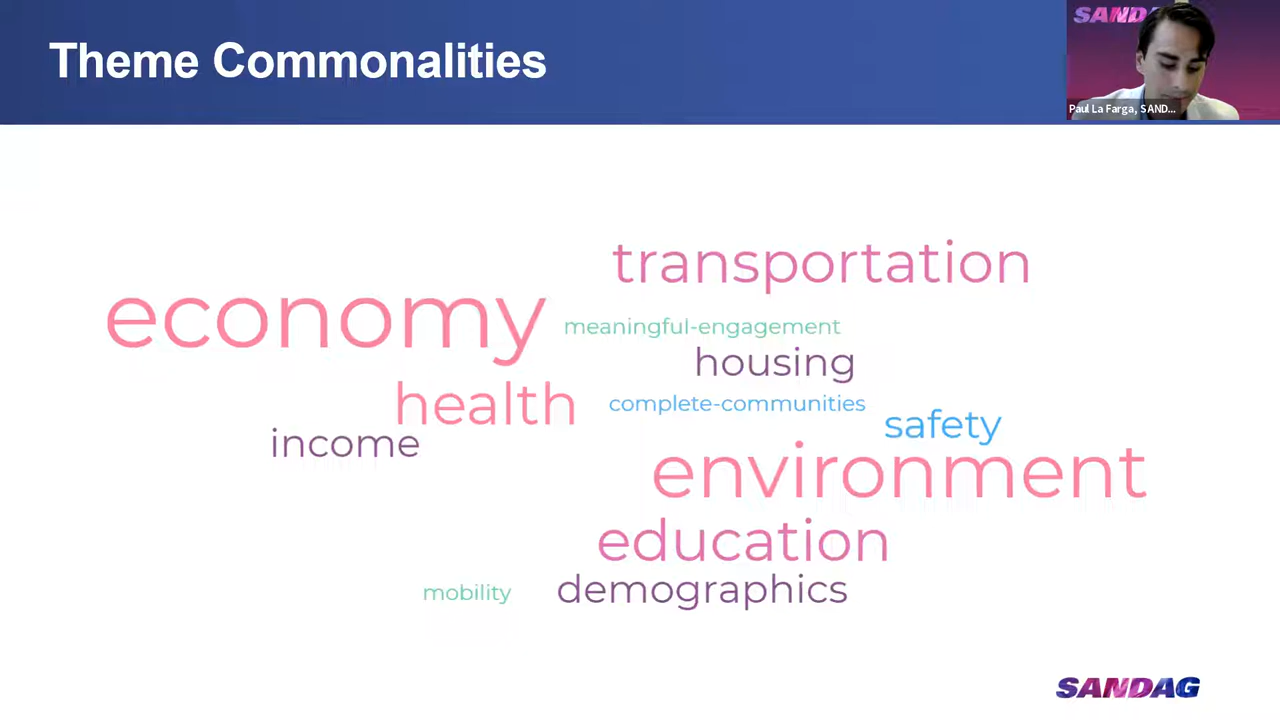 Theme Commonalities
SANDAG
Paul La Farga, SAND...
transportation
economy
meaningful-engagement
housing
health
complete-communities
safety
income
environment
education
mobility
demographics
SANDAG